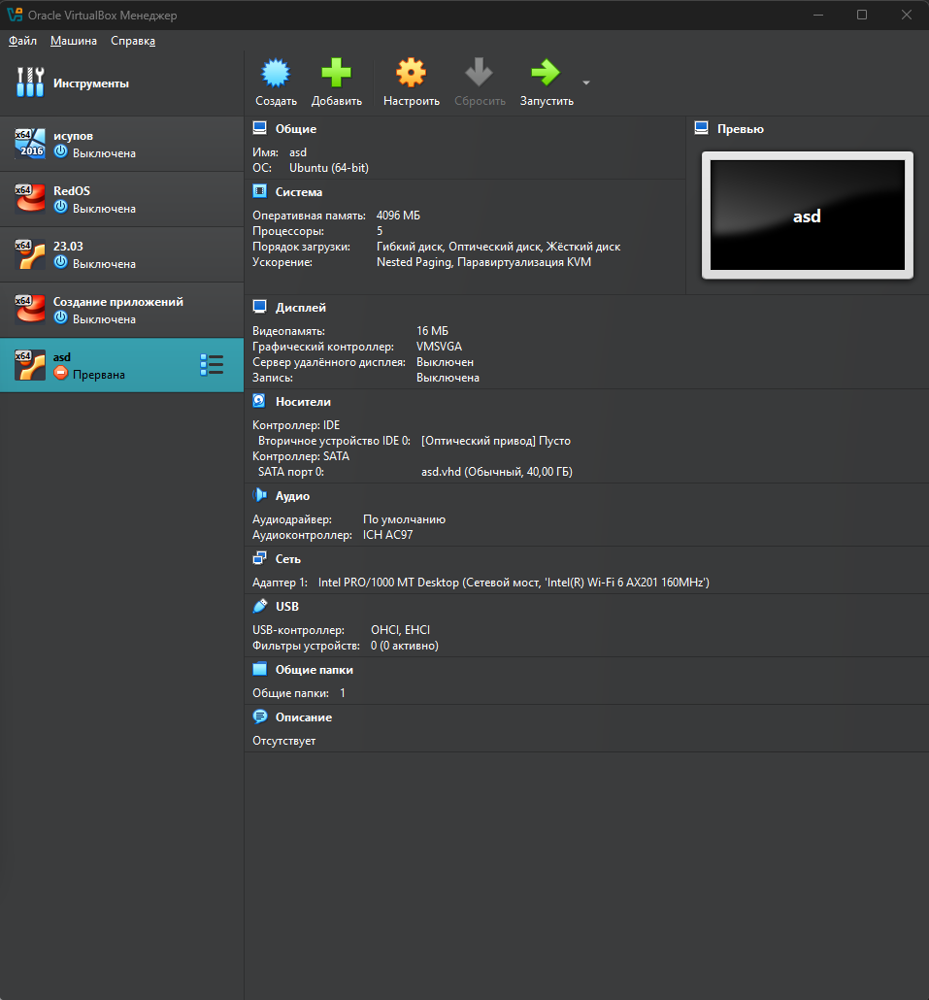 Oracle VirtualBox Менеджер
Файл Машина Справка
Инструменты
x64
2016
исупов
Выключена
x64
RedOS
Выключена
x64
23.03
Выключена
x64
Создание приложений
Выключена
x64
asd
Прервана
Создать Добавить Настроить Сбросить Запустить
Общие
Имя: asd
ОС: Ubuntu (64-bit)
Система
Оперативная память: 4096 МБ
Процессоры: 5
Порядок загрузки: Гибкий диск, Оптический диск, Жёсткий диск
Ускорение: Nested Paging, Паравиртуализация KVM
Превью
asd
Дисплей
Видеопамять: 16 МБ
Графический контроллер: VMSVGA
Сервер удалённого дисплея: Выключен
Запись: Выключена
Носители
Контроллер: IDE
Вторичное устройство IDE 0: [Оптический привод] Пусто
Контроллер: SATA
SATA порт 0: asd.vhd (Обычный, 40,00 ГБ)
Аудио
Аудиодрайвер: По умолчанию
Аудиоконтроллер: ICH AC97
Сеть
Адаптер 1: Intel PRO/1000 MT Desktop (Сетевой мост, 'Intel(R) Wi-Fi 6 AX201 160MHz')
USB
USB-контроллер: OHCI, EHCI
Фильтры устройств: 0 (0 активно)
Общие папки
Общие папки: 1
Описание
Отсутствует